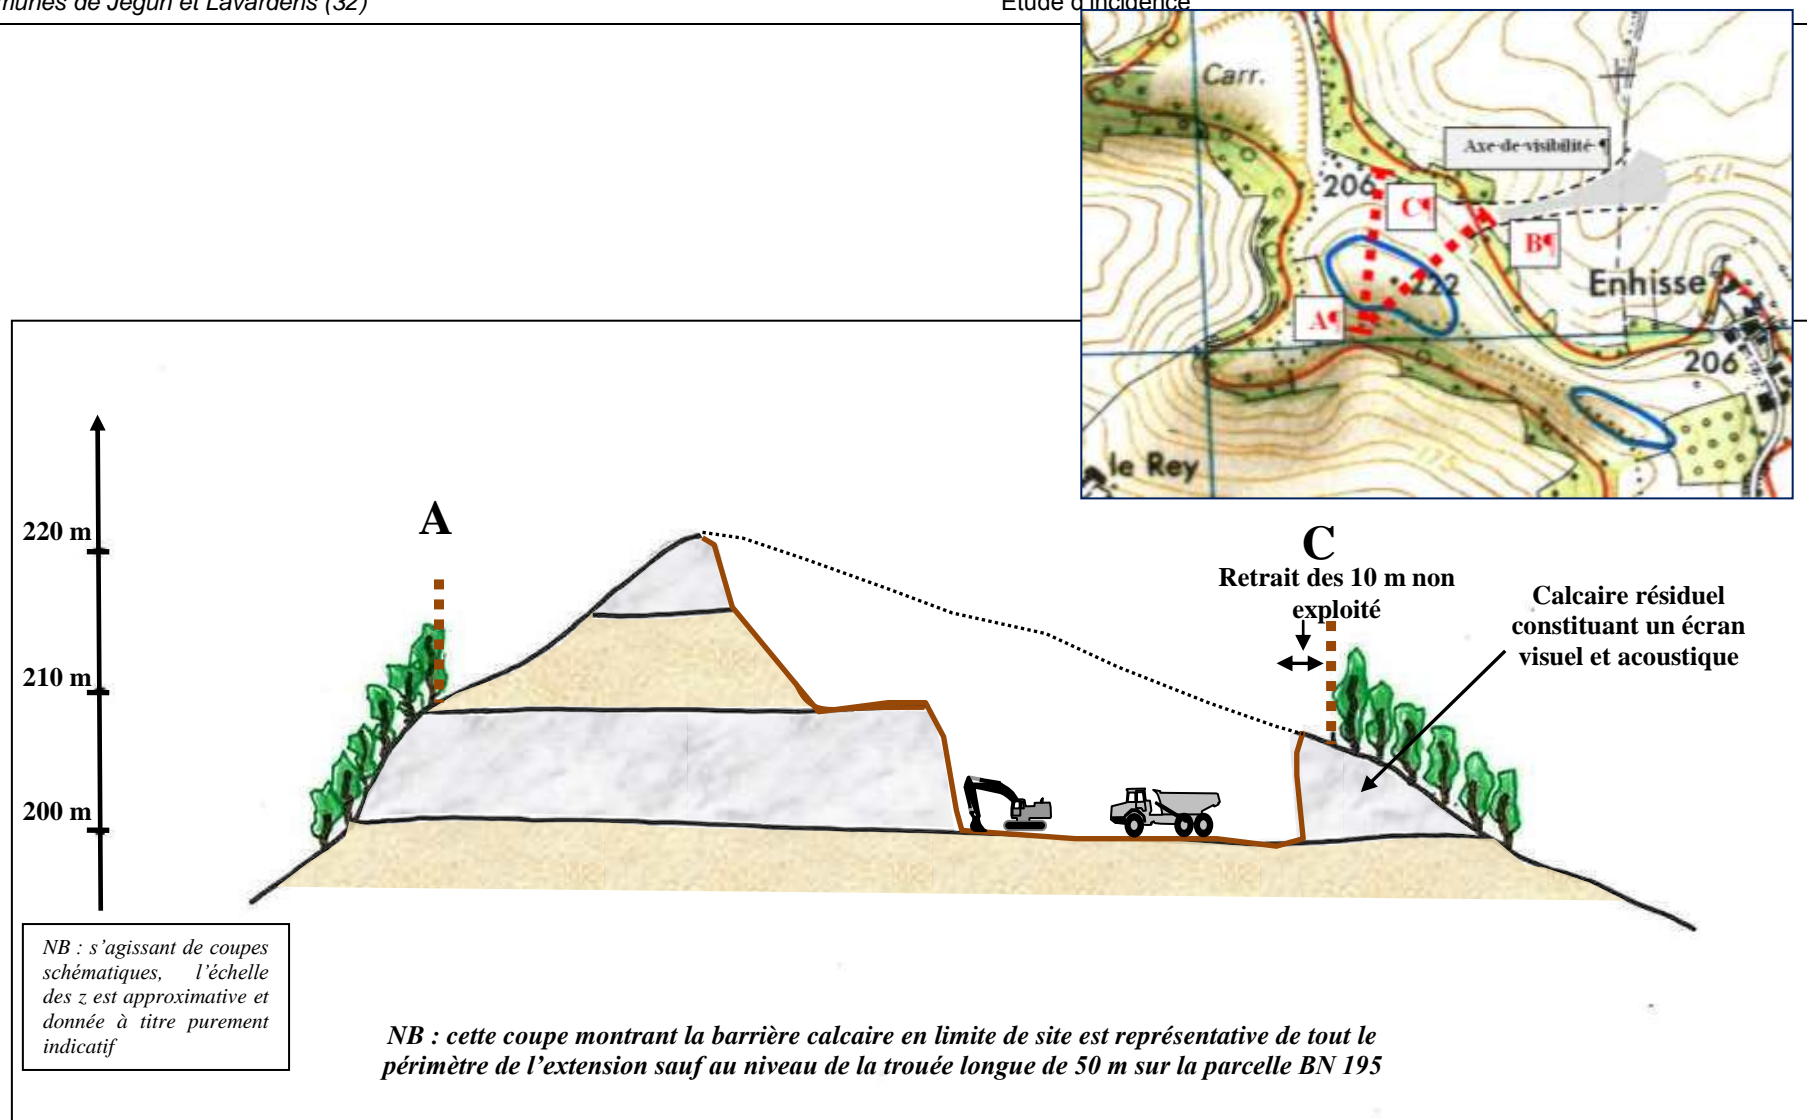 munes de Jégun et Lavardens (32)
Etude d'incidence
Carr.
Axe de visibilité ¶
206
C¶
B¶
175
222
Enhisse
A¶
206
le Rey
175
A
220 m
210 m
200 m
C
Retrait des 10 m non
exploité
Calcaire résiduel
constituant un écran
visuel et acoustique
NB : s'agissant de coupes
schématiques, l'échelle
des z est approximative et
donnée à titre purement
indicatif
NB : cette coupe montrant la barrière calcaire en limite de site est représentative de tout le
périmètre de l'extension sauf au niveau de la trouée longue de 50 m sur la parcelle BN 195